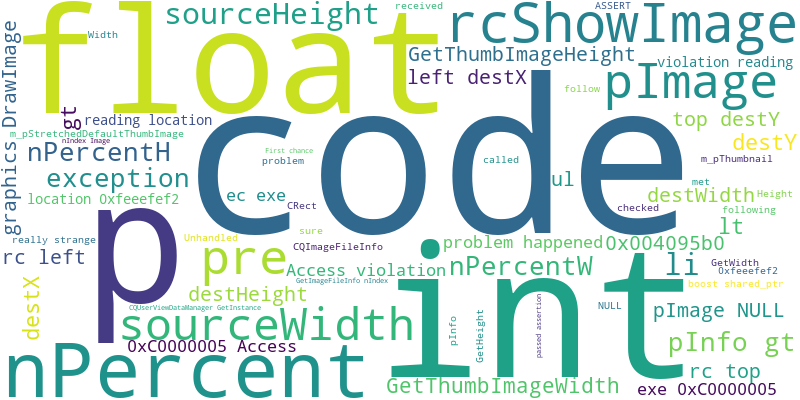 float
sourceHeight
received
rcShowImage
ASSERT
Width
GetThumbImageHeight
violation reading
left destX
pImage
follow
graphics DrawImage
gt
reading location
m_pStretchedDefaultThumbImage
nIndex Image
code
top destY
nPercentH
First chance
problem
called
destY
exception
m_pThumbnail
location 0xfeeefef2
ec exe
ul
met
destWidth
Height
CRect
checked
following
p
sure
lt
really strange
Unhandled
pre
CQImageFileInfo
problem happened
0x004095b0
rc left
int
Access violation
nPercentW
li
GetWidth
0xfeeefef2
GetImageFileInfo nIndex
boost shared_ptr
destX
destHeight
CQUserViewDataManager GetInstance
sourceWidth
passed assertion
NULL
pImage NULL
pInfo
GetHeight
0xC0000005 Access
pInfo gt
nPercent
rc top
GetThumbImageWidth
exe 0xC0000005